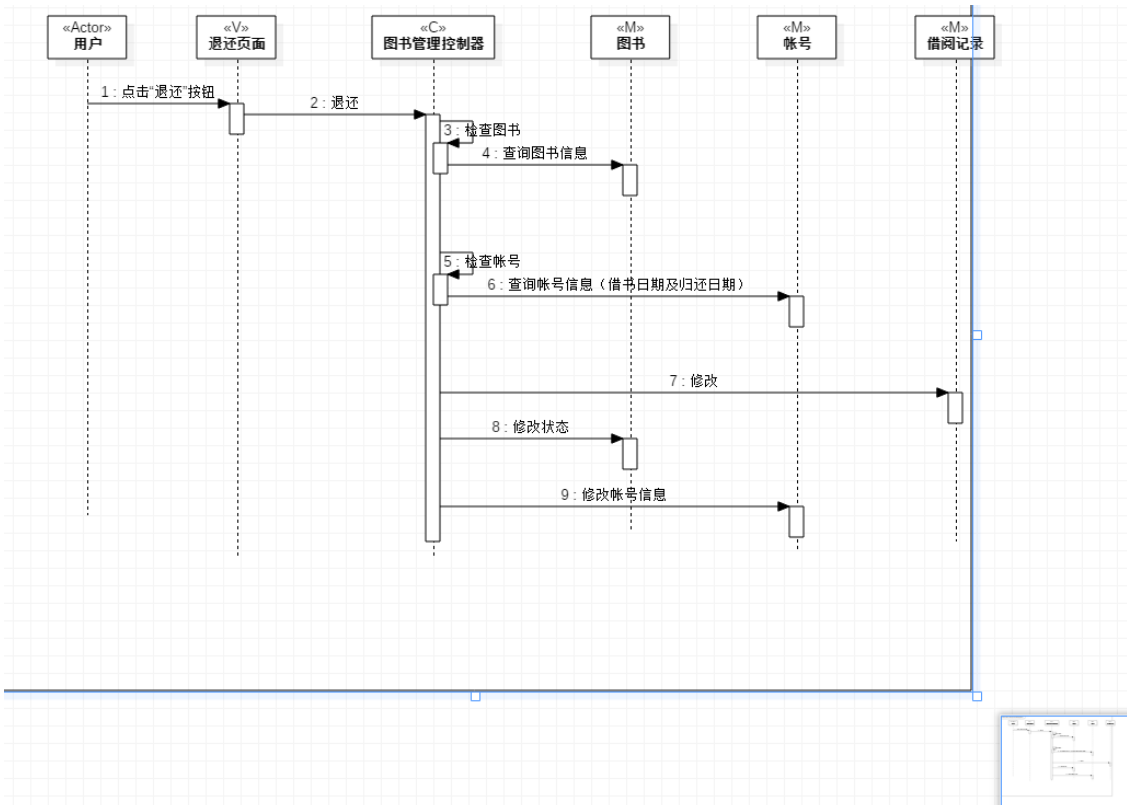 «Actor»
用户
«V»
退还页面
«C»
图书管理控制器
«M»
图书
«M»
帐号
«M»
借阅记录
1 : 点击“退还”按钮
2 : 退还
3 : 检查图书
4 : 查询图书信息
5 : 检查帐号
6 : 查询帐号信息（借书日期及归还日期）
7 : 修改
8 : 修改状态
9 : 修改帐号信息